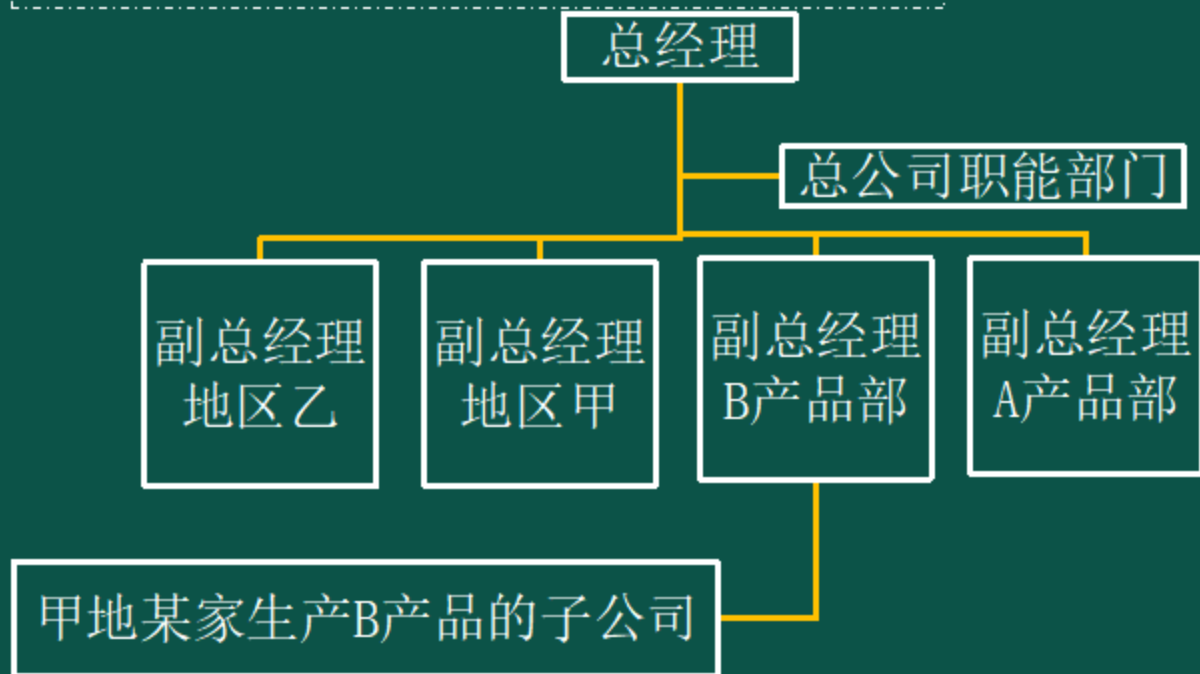 总经理
总公司职能部门
副总经理
地区乙
副总经理
地区甲
副总经理
B产品部
副总经理
A产品部
甲地某家生产B产品的子公司